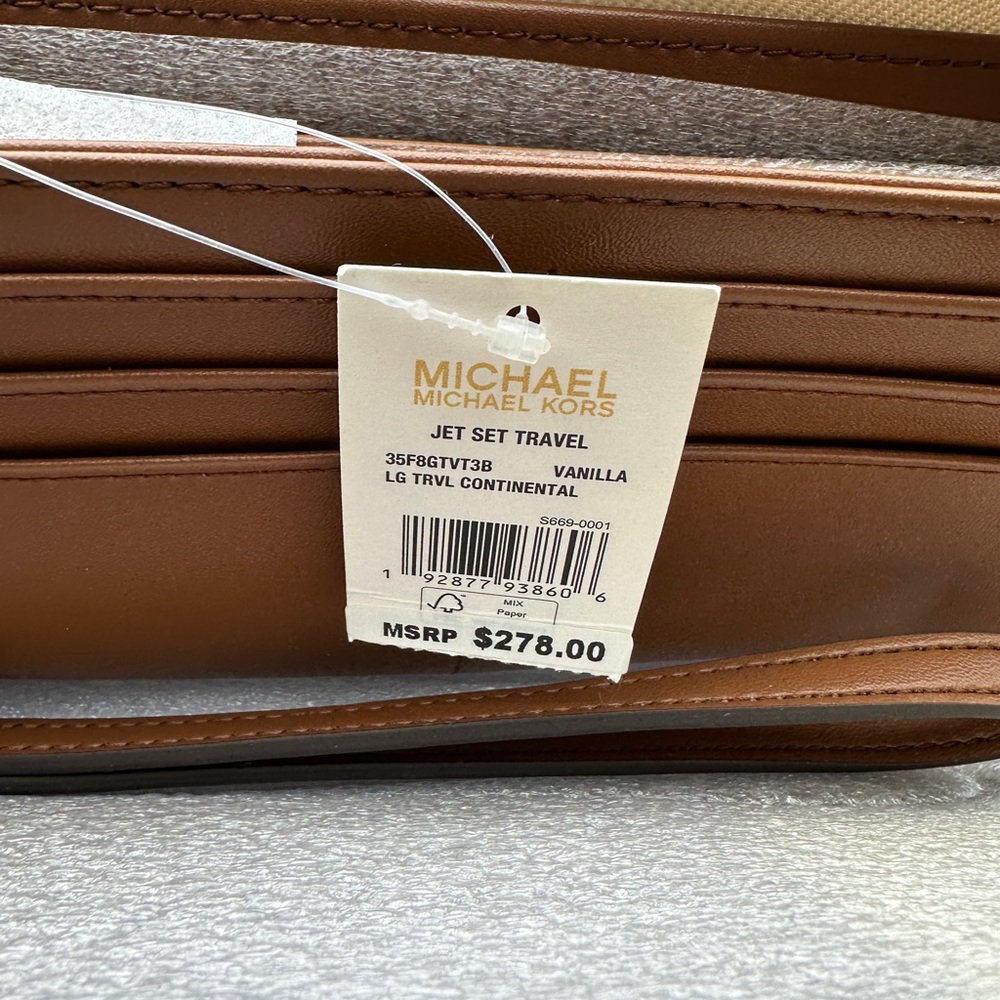 MICHAEL
MICHAEL KORS
JET SET TRAVEL
35F8GTVT3B VANILLA
LG TRVL CONTINENTAL
S669-0001
1 92877 93860 6
MIX
Paper
MSRP $278.00